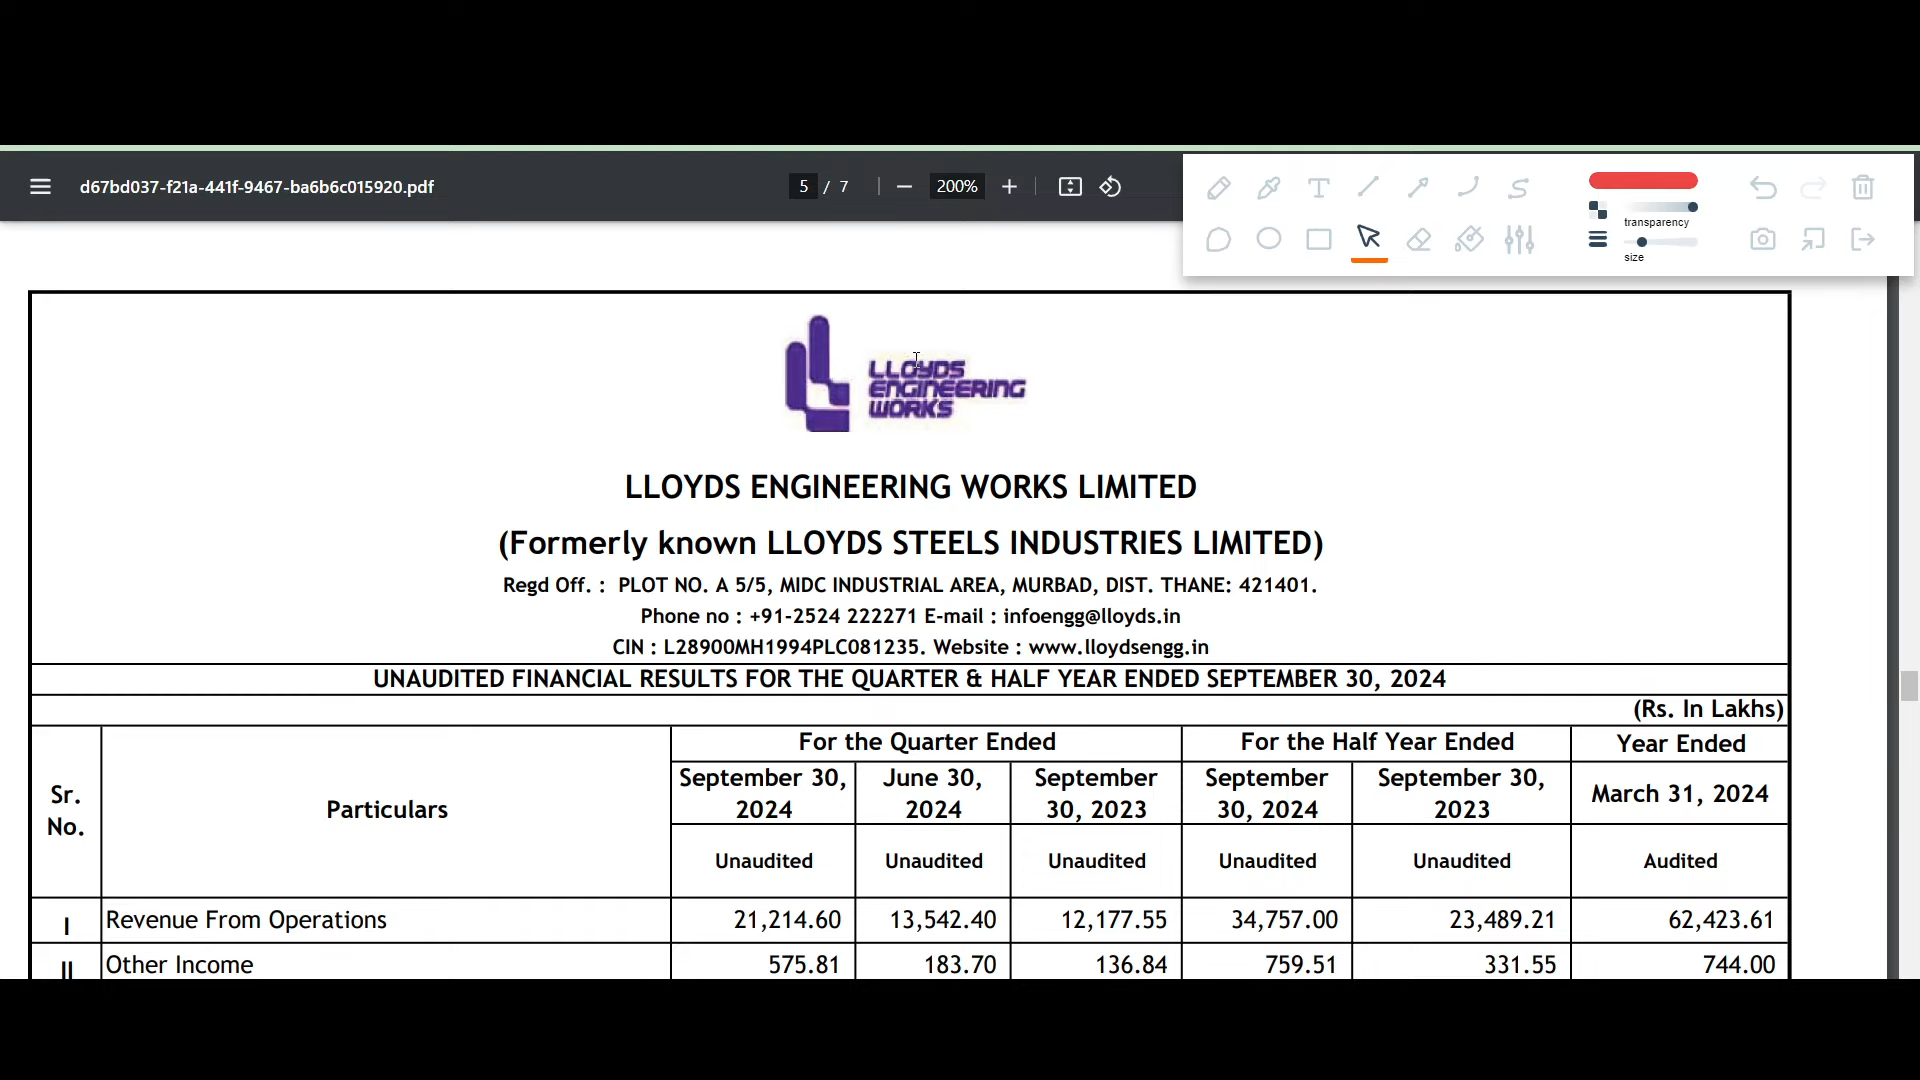 d67bd037-f21a-441f-9467-ba6b6c015920.pdf
5 / 7
200%
transparency
size
LLOYDS
ENGINEERING
WORKS
LLOYDS ENGINEERING WORKS LIMITED
(Formerly known LLOYDS STEELS INDUSTRIES LIMITED)
Regd Off. : PLOT NO. A 5/5, MIDC INDUSTRIAL AREA, MURBAD, DIST. THANE: 421401.
Phone no : +91-2524 222271 E-mail : infoengg@lloyds.in
CIN : L28900MH1994PLC081235. Website : www.lloydsengg.in
UNAUDITED FINANCIAL RESULTS FOR THE QUARTER & HALF YEAR ENDED SEPTEMBER 30, 2024
(Rs. In Lakhs)
Sr. No. Particulars For the Quarter Ended For the Half Year Ended Year Ended
September 30, 2024 June 30, 2024 September 30, 2023 September 30, 2024 September 30, 2023 March 31, 2024
Unaudited Unaudited Unaudited Unaudited Unaudited Audited
I Revenue From Operations 21,214.60 13,542.40 12,177.55 34,757.00 23,489.21 62,423.61
II Other Income 575.81 183.70 136.84 759.51 331.55 744.00